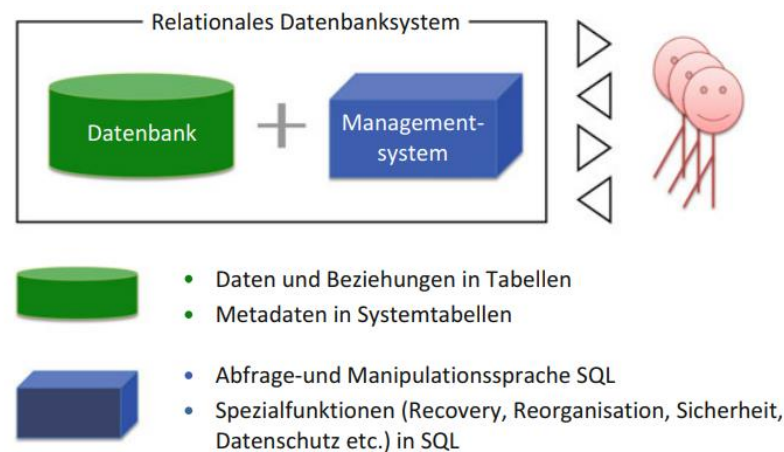 Relationales Datenbanksystem
Datenbank
+
Management-
system
• Daten und Beziehungen in Tabellen
• Metadaten in Systemtabellen
• Abfrage-und Manipulationssprache SQL
• Spezialfunktionen (Recovery, Reorganisation, Sicherheit,
Datenschutz etc.) in SQL